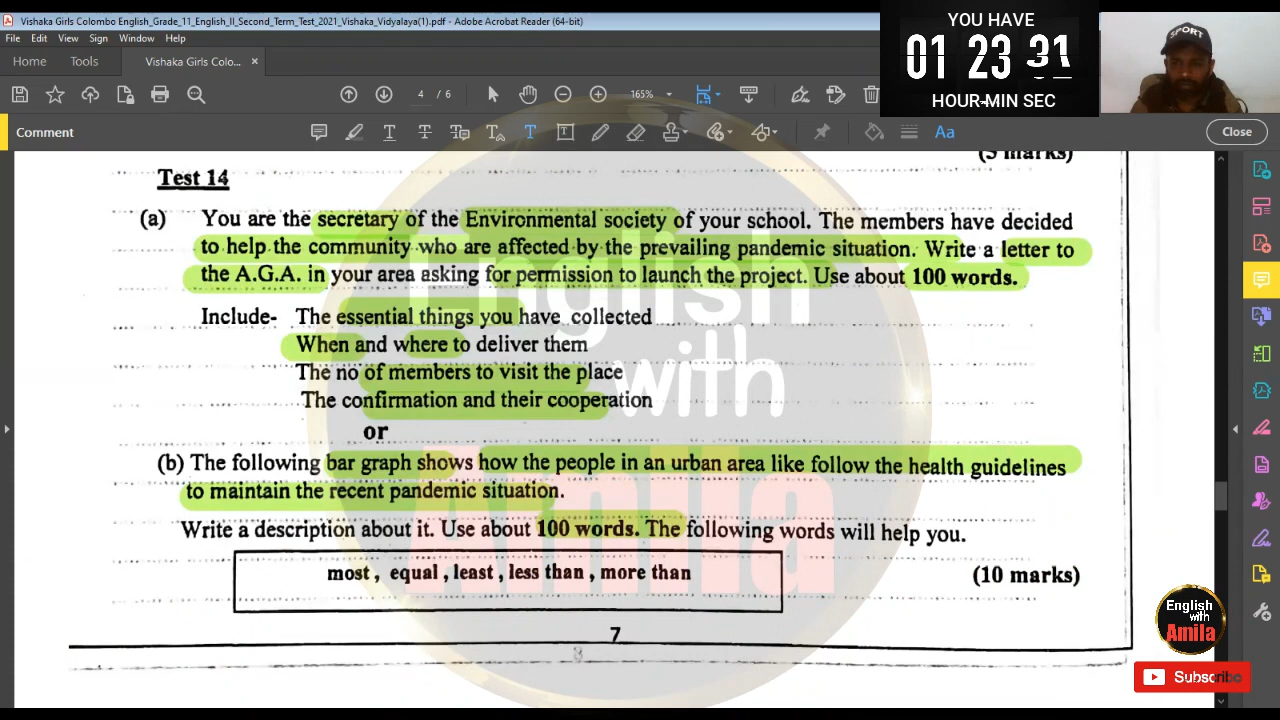 Vishaka Girls Colombo English_Grade_11_English_II_Second_Term_Test_2021_Vishaka_Vidyalaya(1).pdf - Adobe Acrobat Reader (64-bit)
File Edit View Sign Window Help
Home Tools Vishaka Girls Colo... ×
4 / 6 165%
YOU HAVE
01 23 31
HOUR MIN SEC
SPORT
Comment
Aa
Close
marks)
Test 14
(a) You are the secretary of the Environmental society of your school. The members have decided
to help the community who are affected by the prevailing pandemic situation. Write a letter to
the A.G.A. in your area asking for permission to launch the project. Use about 100 words.
Include- The essential things you have collected
When and where to deliver them
The no of members to visit the place
The confirmation and their cooperation
or
(b) The following bar graph shows how the people in an urban area like follow the health guidelines
to maintain the recent pandemic situation.
Write a description about it. Use about 100 words. The following words will help you.
most, equal, least, less than, more than
(10 marks)
7
English
with
Amila
English
with
Amila
Subscribe